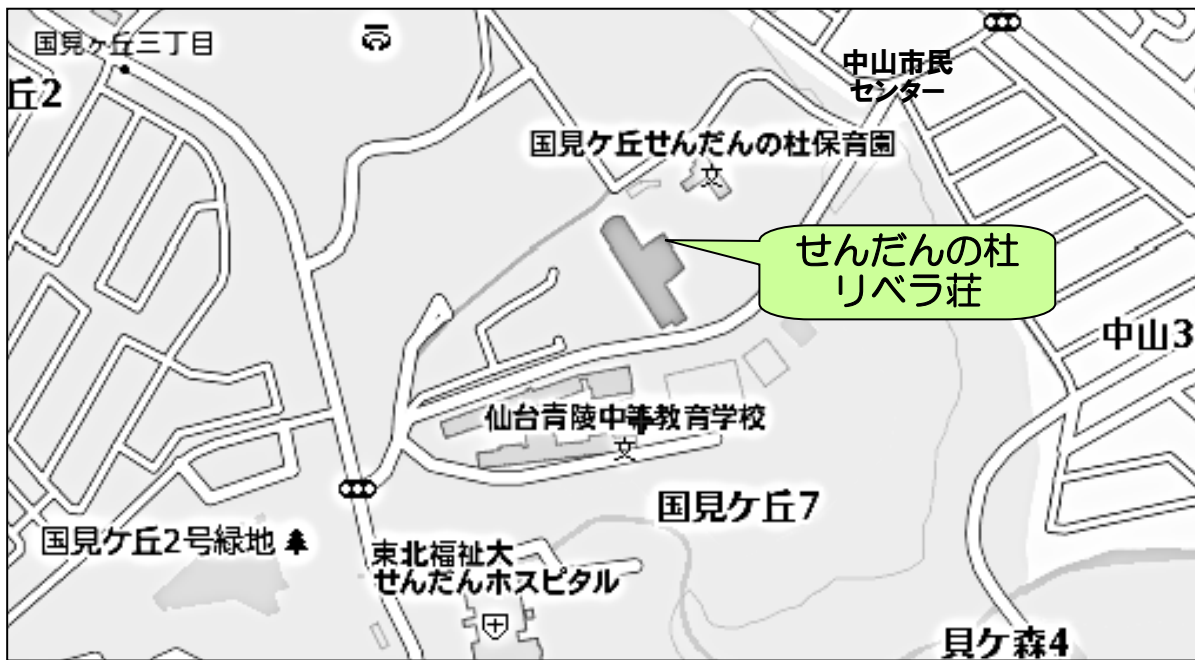 国見ヶ丘三丁目
丘2
中山市民
センター
国見ケ丘せんだんの杜保育園
文
せんだんの杜
リベラ荘
中山3
仙台青陵中等教育学校
文
国見ケ丘7
国見ケ丘2号緑地
東北福祉大
せんだんホスピタル
貝ケ森4